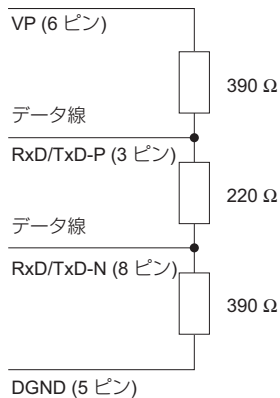 VP (6 ピン)
390 Ω
データ線
RxD/TxD-P (3 ピン)
220 Ω
データ線
RxD/TxD-N (8 ピン)
390 Ω
DGND (5 ピン)